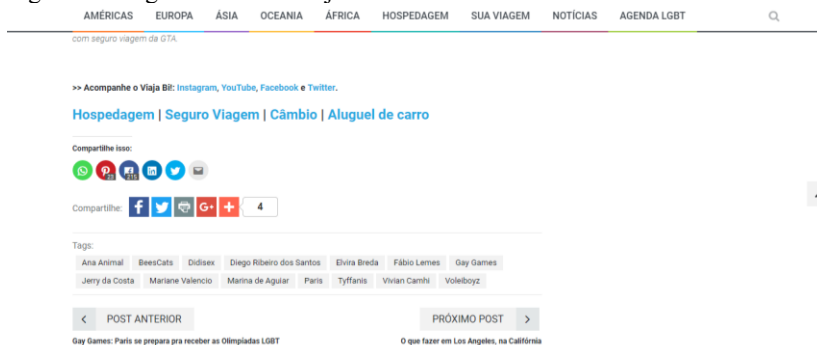 AMÉRICAS EUROPA ÁSIA OCEANIA ÁFRICA HOSPEDAGEM SUA VIAGEM NOTÍCIAS AGENDA LGBT
com seguro viagem da GTA.
>> Acompanhe o Viaja Bi!: Instagram, YouTube, Facebook e Twitter.
Hospedagem | Seguro Viagem | Câmbio | Aluguel de carro
Compartilhe isso:
215
Compartilhe: f G+ + 4
Tags:
Ana Animal BeesCats Didisex Diego Ribeiro dos Santos Elvira Breda Fábio Lemes Gay Games
Jerry da Costa Mariane Valencio Marina de Aguiar Paris Tyffanis Vivian Camhi Voleiboyz
< POST ANTERIOR PRÓXIMO POST >
Gay Games: Paris se prepara pra receber as Olimpíadas LGBT O que fazer em Los Angeles, na Califórnia